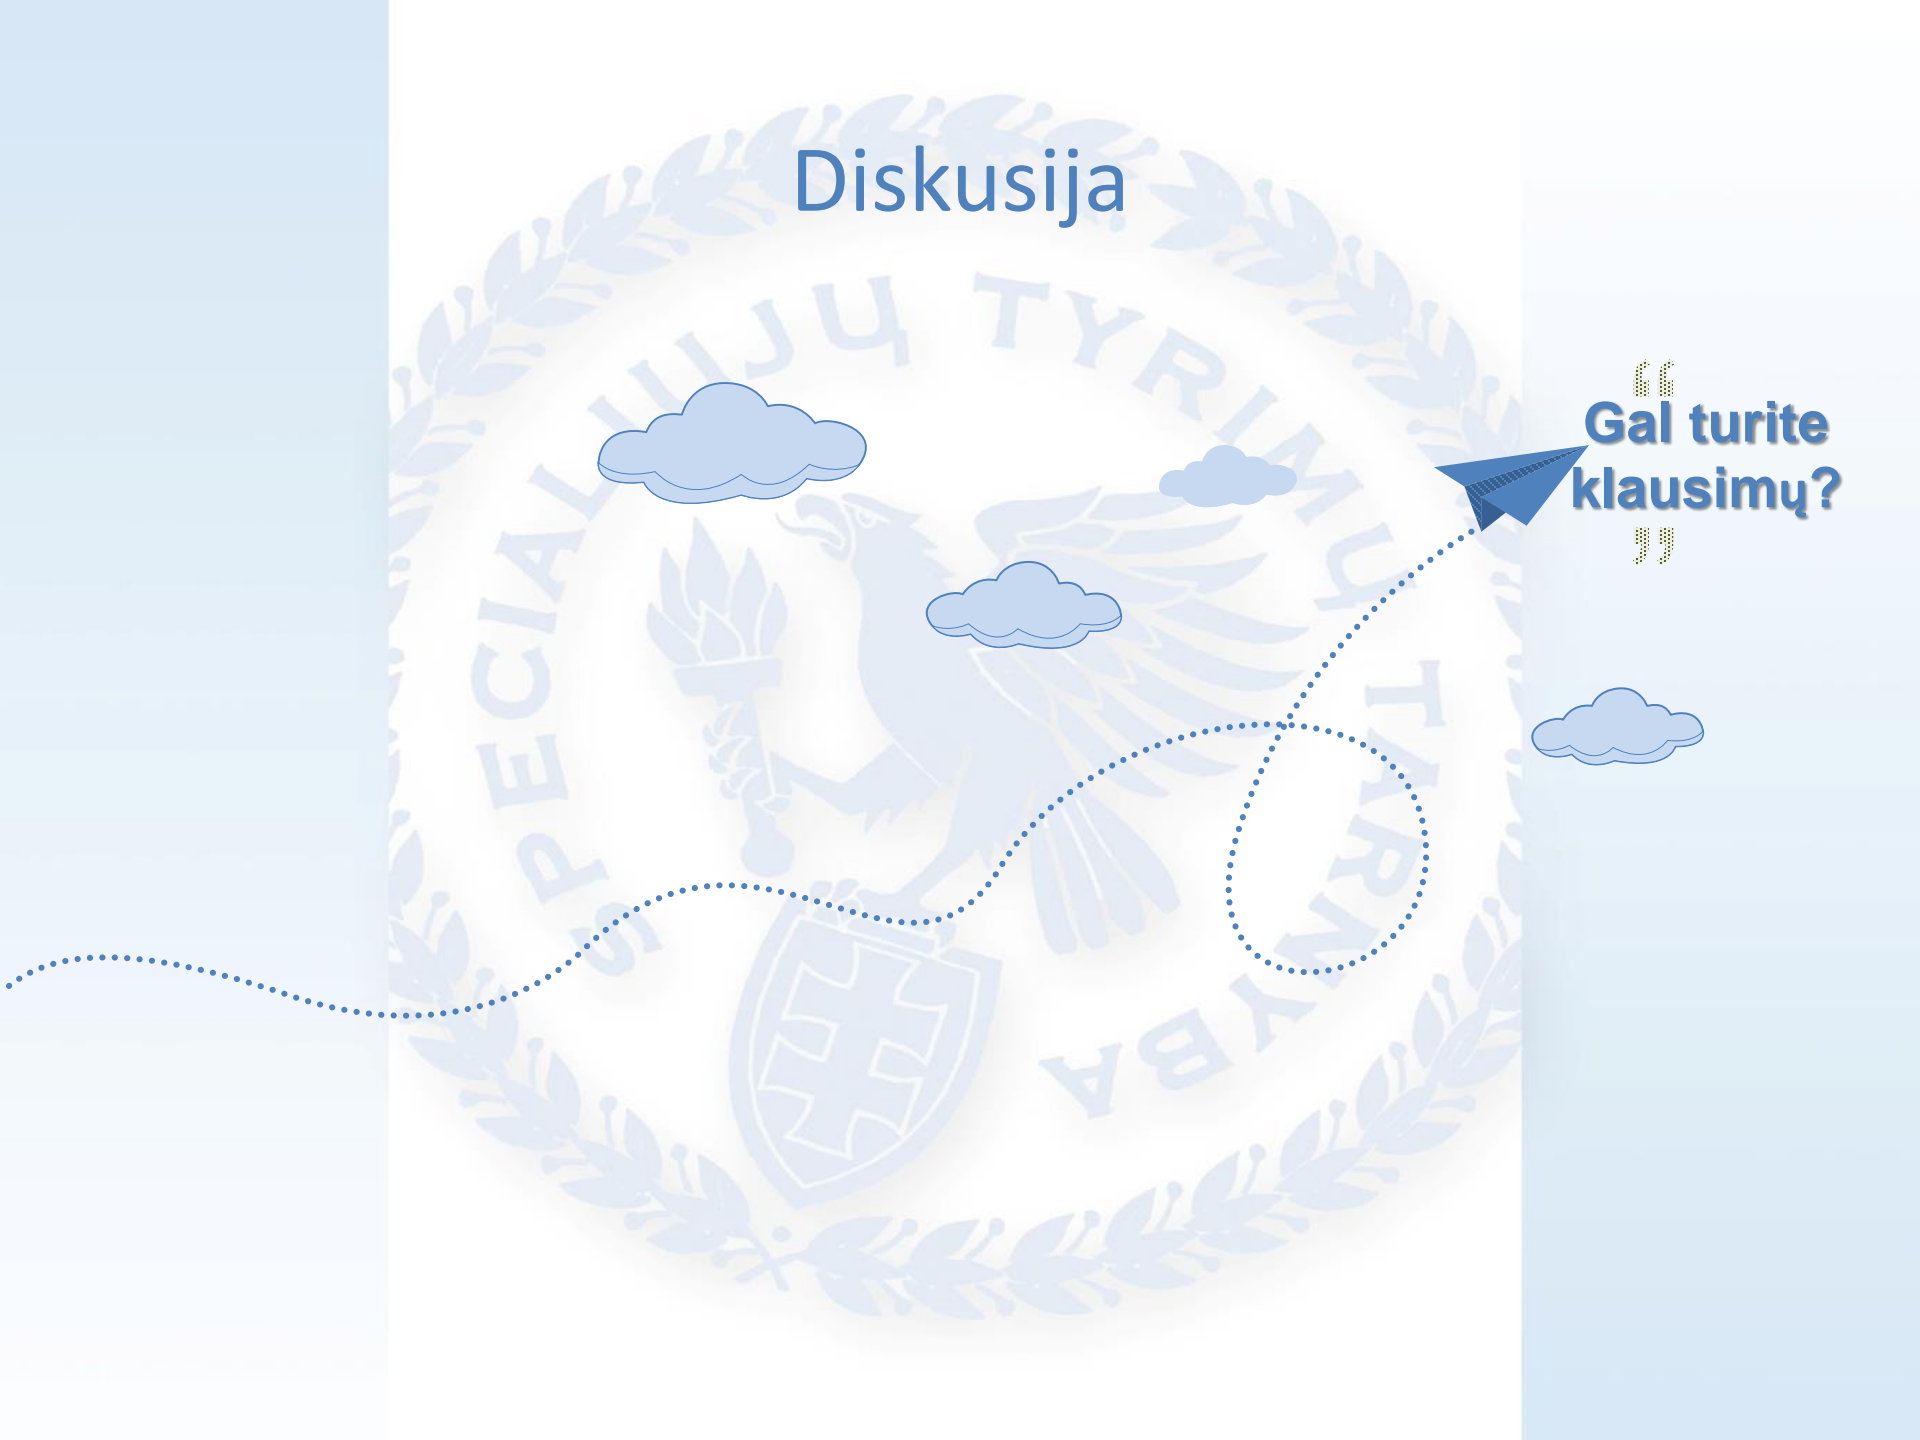 Diskusija
SPECIALIŲJŲ TYRIMŲ TARNYBA
“
Gal turite
klausimų?
”